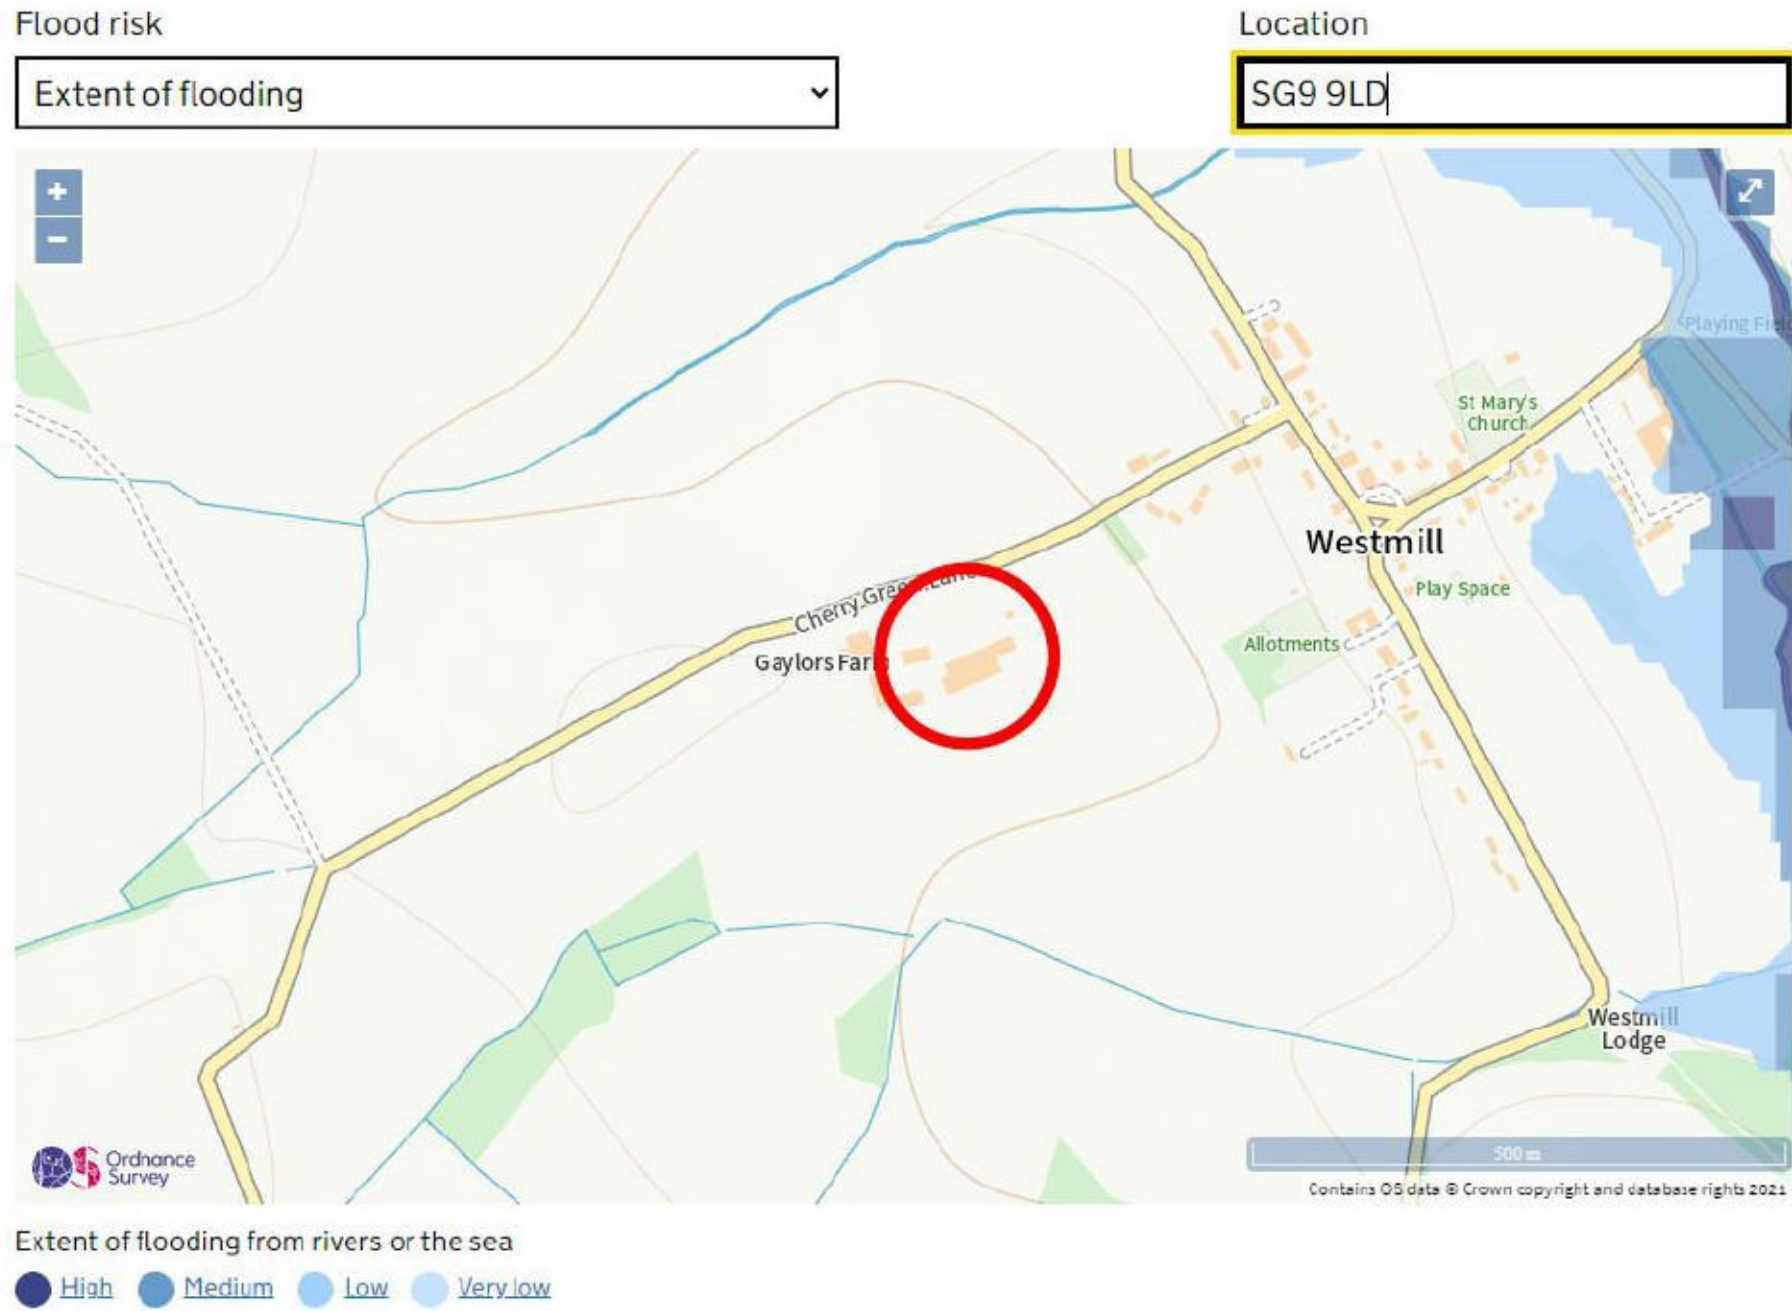 Flood risk
Location
Extent of flooding
SG9 9LD
+
-
Playing
St Mary's
Church
Westmill
Play Space
Cherry Green Lane
Allotments
Gaylors Farm
Westmill
Lodge
Ordnance
Survey
500 m
Contains OS data © Crown copyright and database rights 2021
Extent of flooding from rivers or the sea
High Medium Low Very low